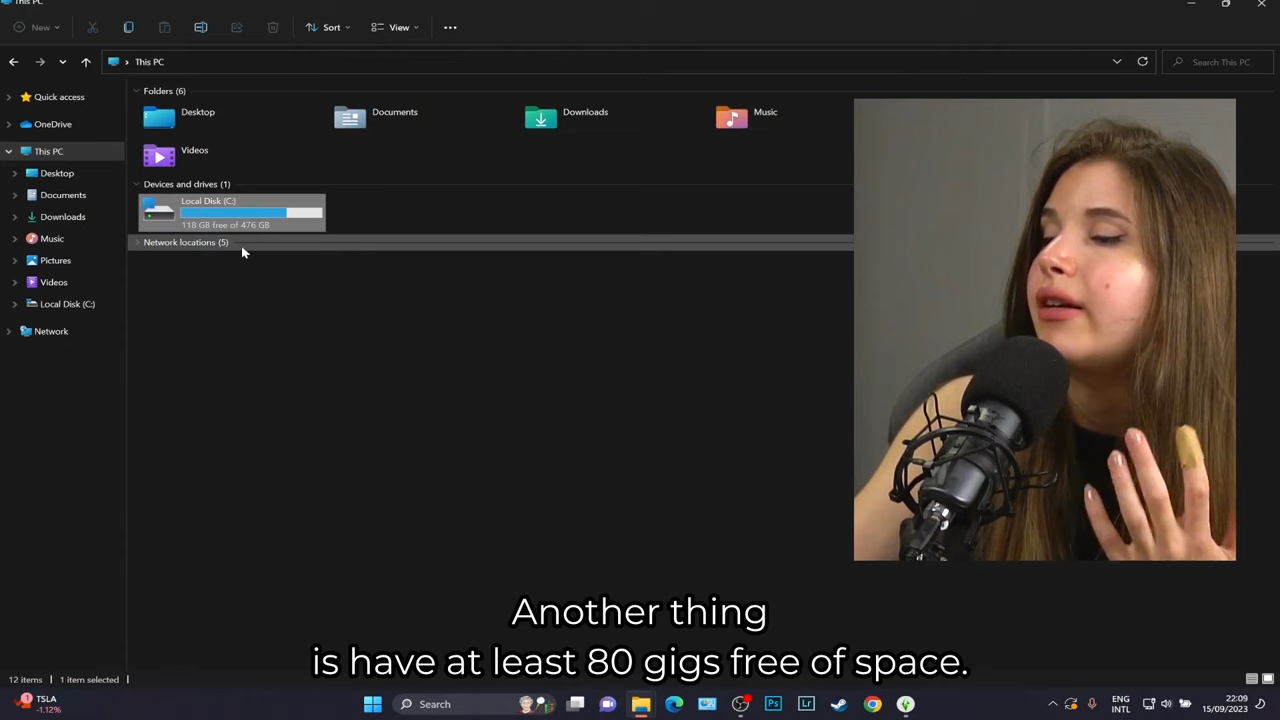 This PC
New
Sort
View
This PC
Search This PC
Quick access
OneDrive
This PC
Desktop
Documents
Downloads
Music
Pictures
Videos
Local Disk (C:)
Network
Folders (6)
Desktop
Documents
Downloads
Music
Videos
Devices and drives (1)
Local Disk (C:)
118 GB free of 476 GB
Network locations (5)
Another thing
is have at least 80 gigs free of space.
12 items
1 item selected
TSLA
-1.12%
Search
Ps
Lr
ENG
INTL
22:09
15/09/2023